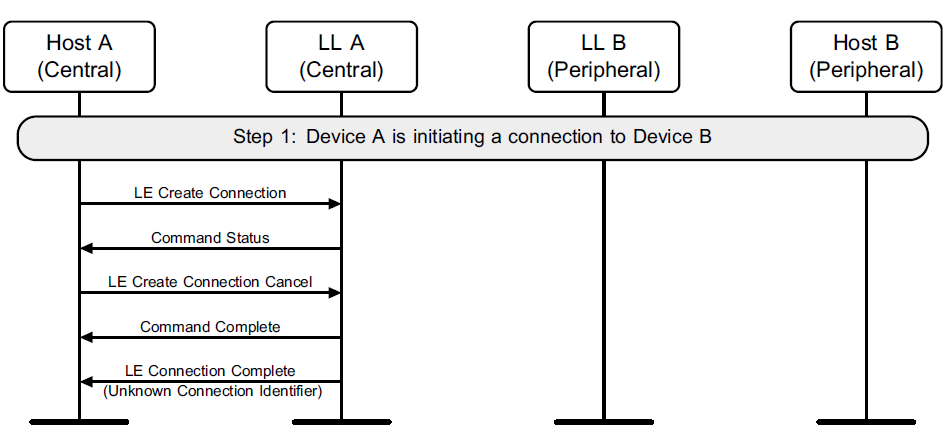 Host A
(Central)
LL A
(Central)
LL B
(Peripheral)
Host B
(Peripheral)
Step 1: Device A is initiating a connection to Device B
LE Create Connection
Command Status
LE Create Connection Cancel
Command Complete
LE Connection Complete
(Unknown Connection Identifier)